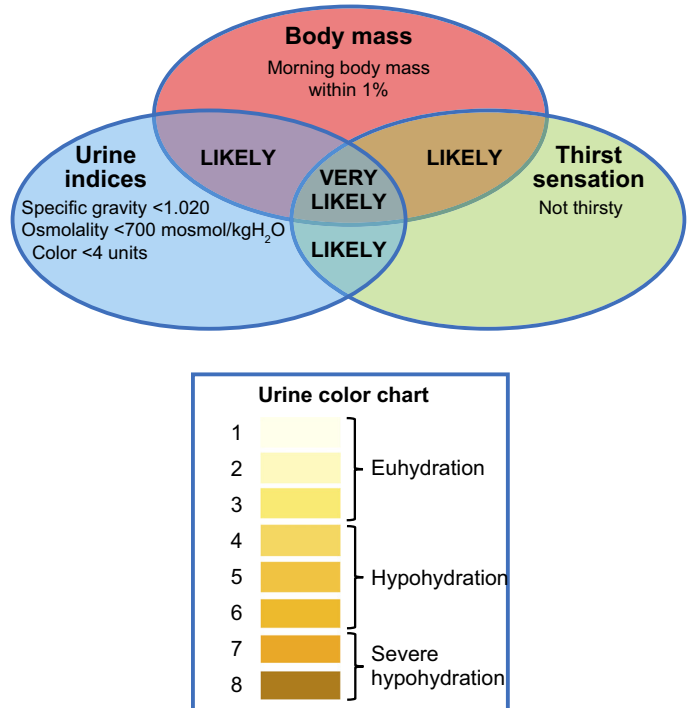 Body mass
Morning body mass
within 1%
Urine
indices
Specific gravity <1.020
Osmolality <700 mosmol/kgH₂O
Color <4 units
LIKELY
VERY
LIKELY
LIKELY
LIKELY
Thirst
sensation
Not thirsty
Urine color chart
1
2
3
Euhydration
4
5
6
Hypohydration
7
8
Severe
hypohydration